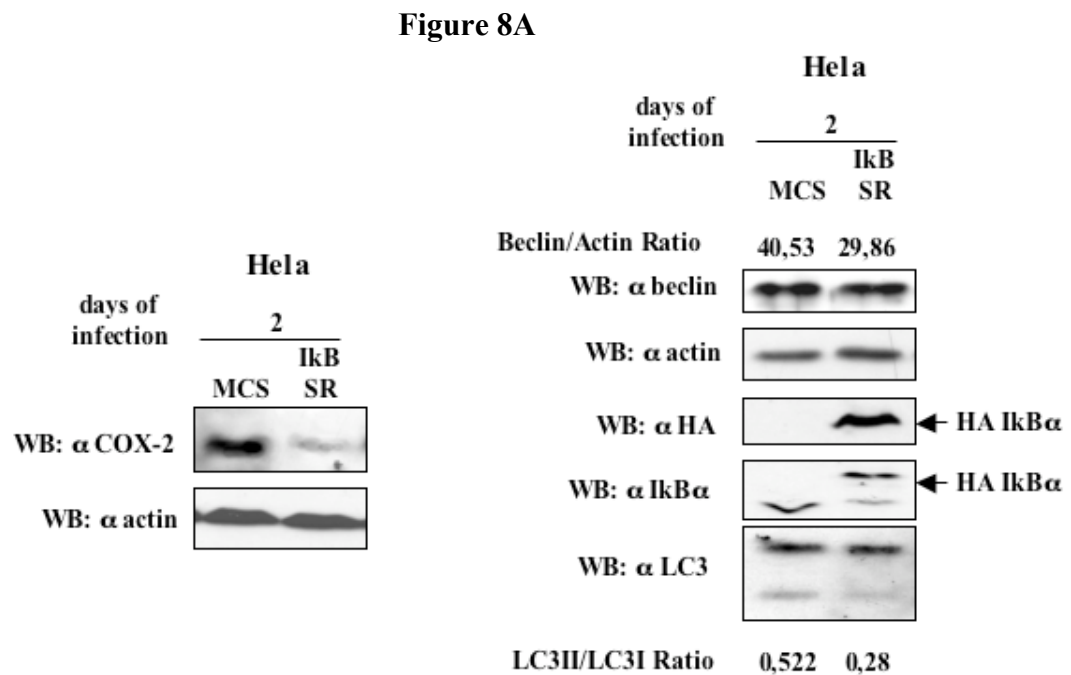 Figure 8A
Hela
days of
infection
2
MCS
IkB
SR
WB: α COX-2
WB: α actin
Hela
days of
infection
2
MCS
IkB
SR
Beclin/Actin Ratio 40,53 29,86
WB: α beclin
WB: α actin
WB: α HA
HA IkBα
WB: α IkBα
HA IkBα
WB: α LC3
LC3II/LC3I Ratio 0,522 0,28